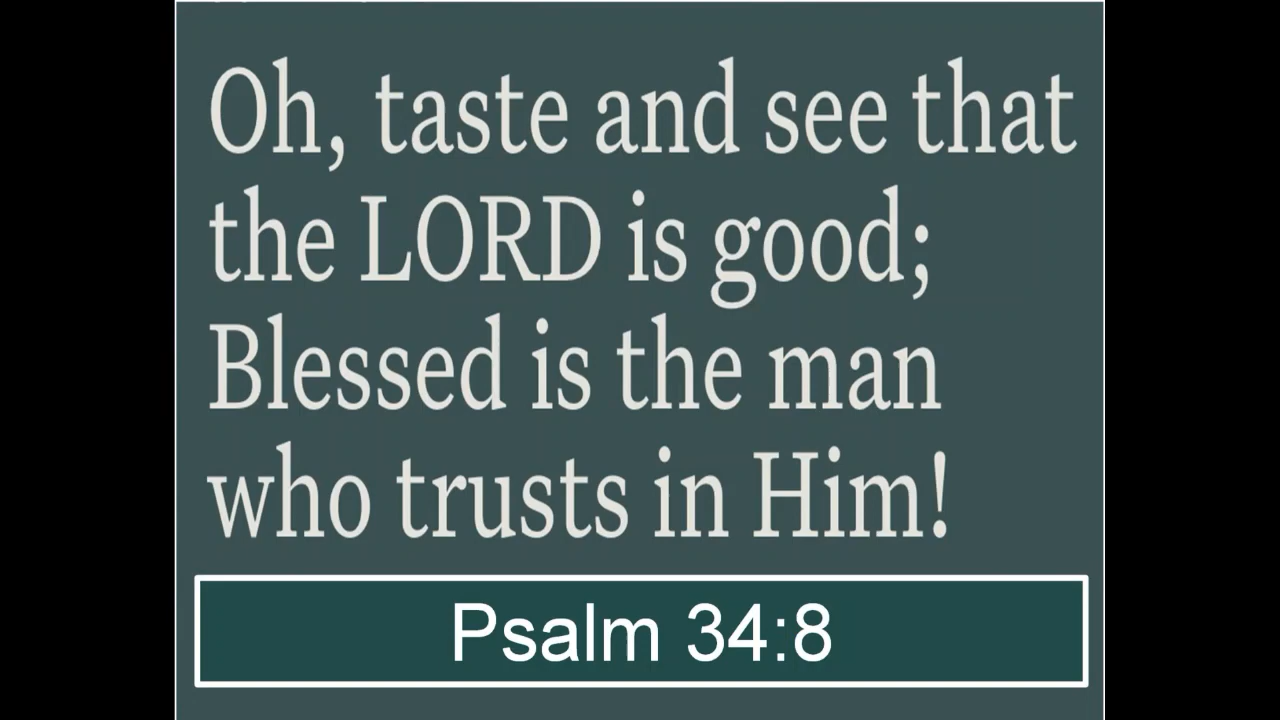 Oh, taste and see that
the LORD is good;
Blessed is the man
who trusts in Him!
Psalm 34:8